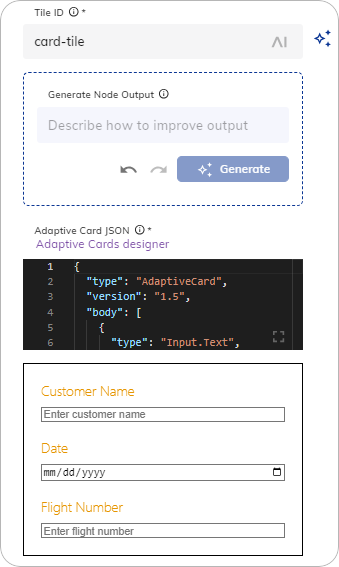 Tile ID *
card-tile
Generate Node Output
Describe how to improve output
Generate
Adaptive Card JSON *
Adaptive Cards designer
1 {
2 "type": "AdaptiveCard",
3 "version": "1.5",
4 "body": [
5 {
6 "type": "Input.Text",
Customer Name
Enter customer name
Date
mm/dd/yyyy
Flight Number
Enter flight number